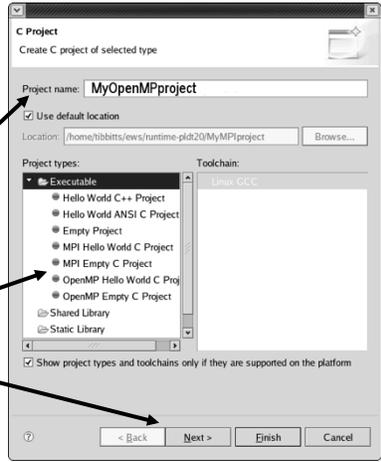 C Project
Create C project of selected type
Project name: MyOpenMPproject
Use default location
Location: /home/tibbitts/ews/runtime-pldt20/MyMPIproject Browse...
Project types: Toolchain:
Executable Linux GCC
Hello World C++ Project
Hello World ANSI C Project
Empty Project
MPI Hello World C Project
MPI Empty C Project
OpenMP Hello World C Proj
OpenMP Empty C Project
Shared Library
Static Library
Show project types and toolchains only if they are supported on the platform
? < Back Next > Finish Cancel